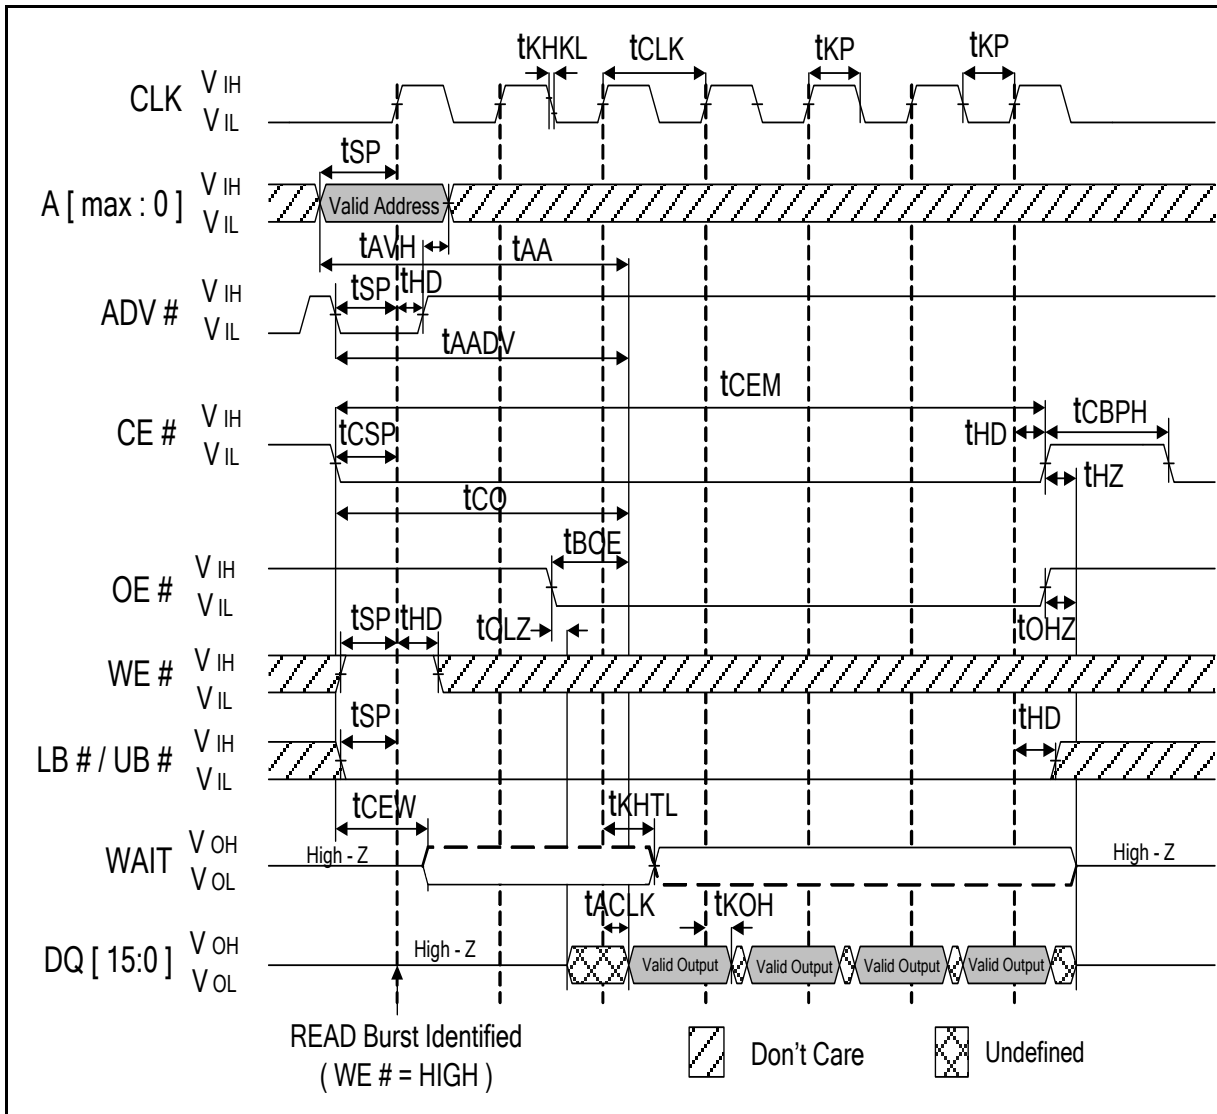 tKHKL tCLK tKP tKP
CLK V IH
V IL
tSP
A [ max : 0 ] V IH
V IL
Valid Address
tAVH tAA
ADV # V IH
V IL
tSP tHD
tAADV
tCEM
CE # V IH
V IL
tCSP tHD tCBPH
tHZ
tCO
tBOE
OE # V IH
V IL
tOLZ tOHZ
tSP tHD
WE # V IH
V IL
tSP tHD
LB # / UB # V IH
V IL
tCEW tKHTL
WAIT V OH
V OL
High - Z High - Z
tACLK tKOH
DQ [ 15:0 ] V OH
V OL
High - Z Valid Output Valid Output Valid Output Valid Output
READ Burst Identified
( WE # = HIGH )
Don't Care Undefined